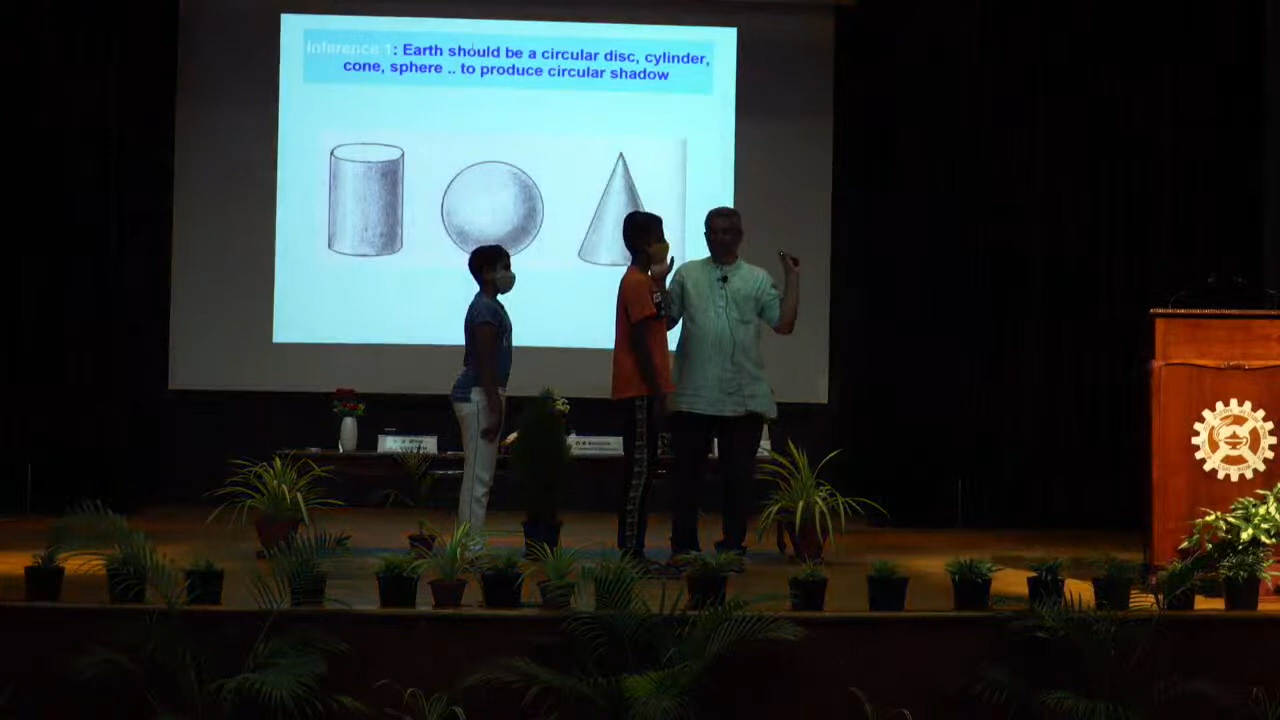 Inference 1: Earth should be a circular disc, cylinder,
cone, sphere .. to produce circular shadow